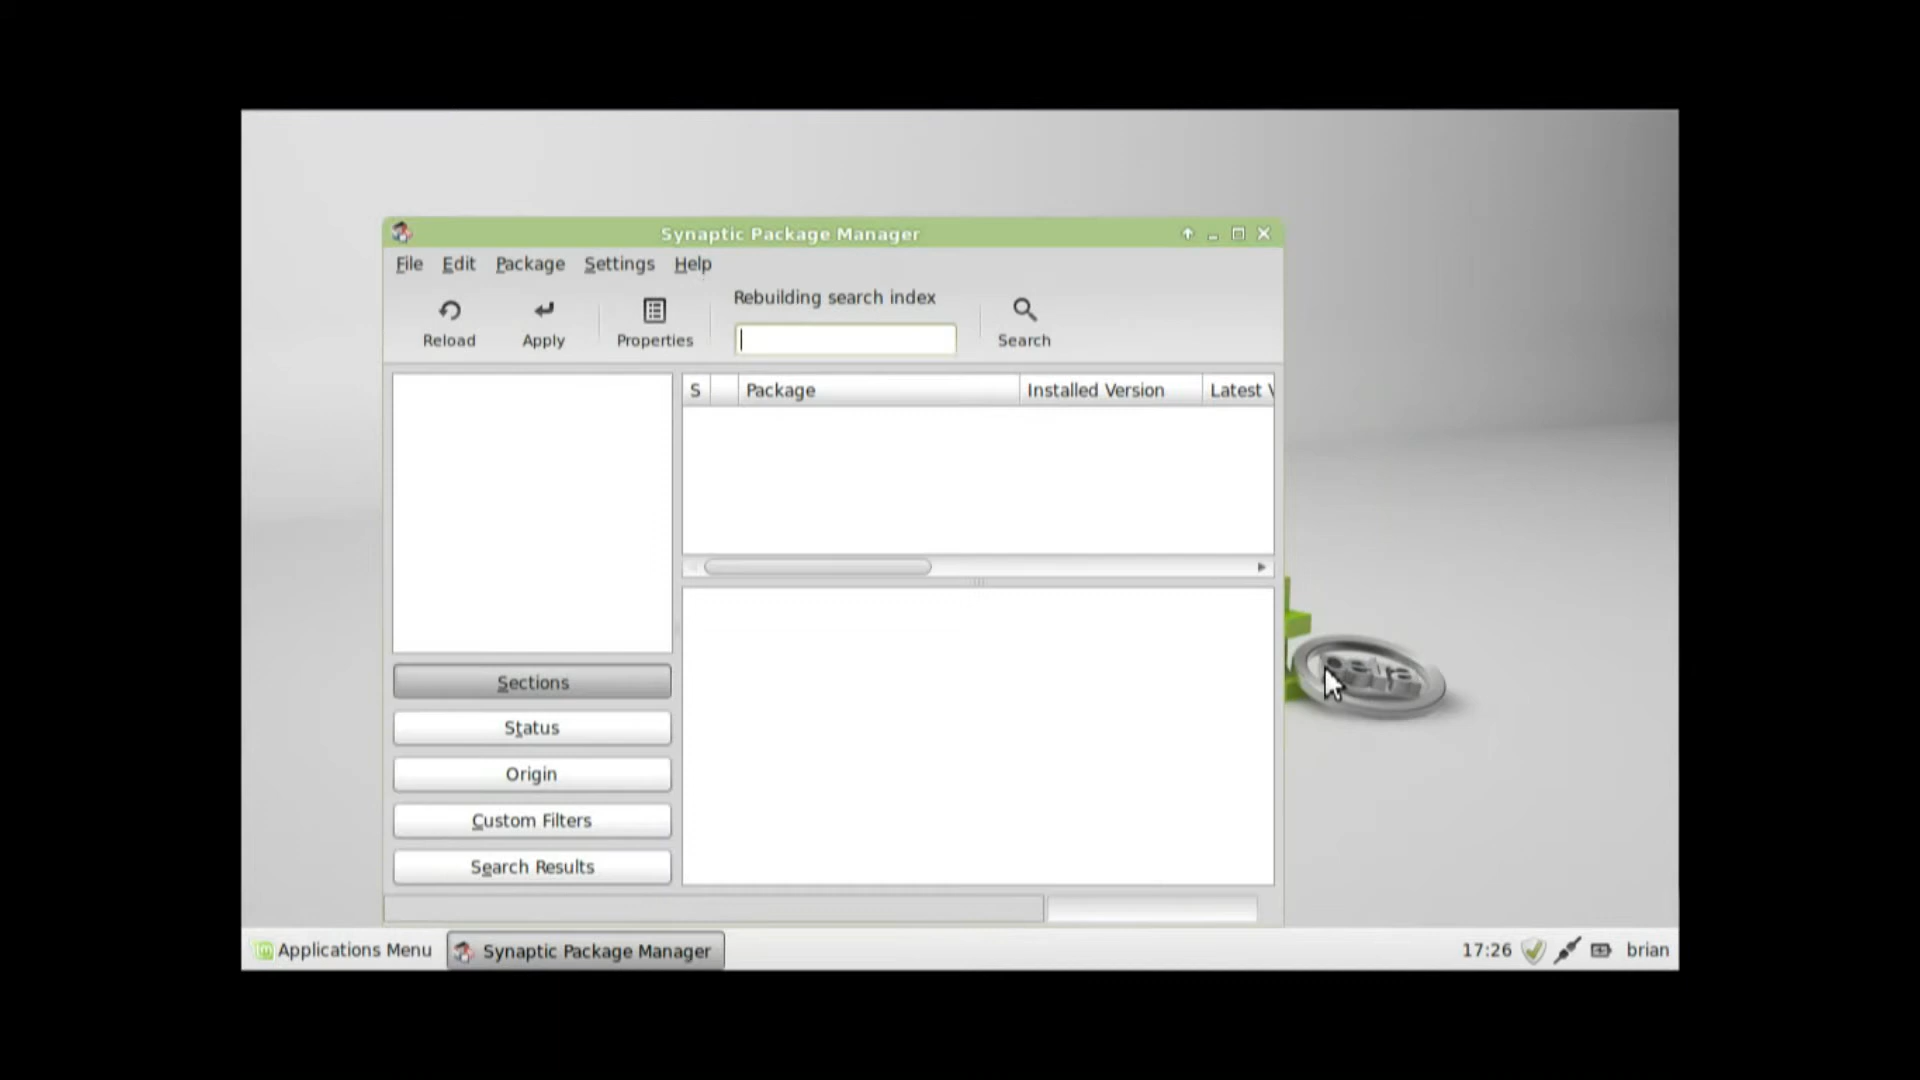 Synaptic Package Manager
File Edit Package Settings Help
Rebuilding search index
Reload Apply Properties Search
S Package Installed Version Latest V
Sections
Status
Origin
Custom Filters
Search Results
Applications Menu Synaptic Package Manager 17:26 brian